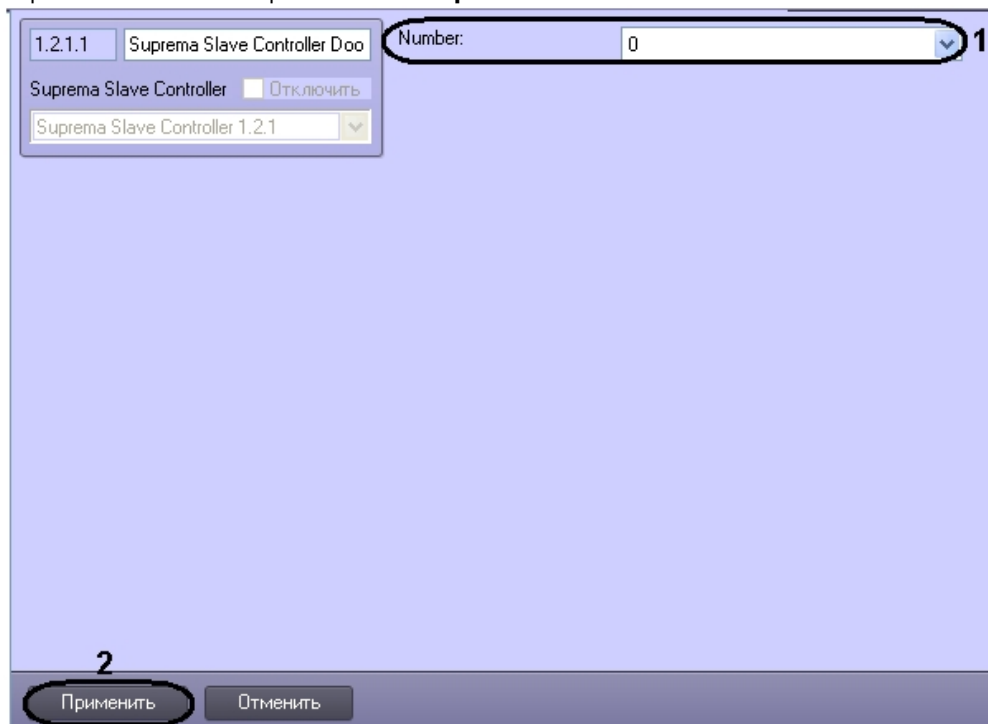 1.2.1.1 Suprema Slave Controller Doo
Number: 0 1
Suprema Slave Controller Отключить
Suprema Slave Controller 1.2.1
2
Применить Отменить